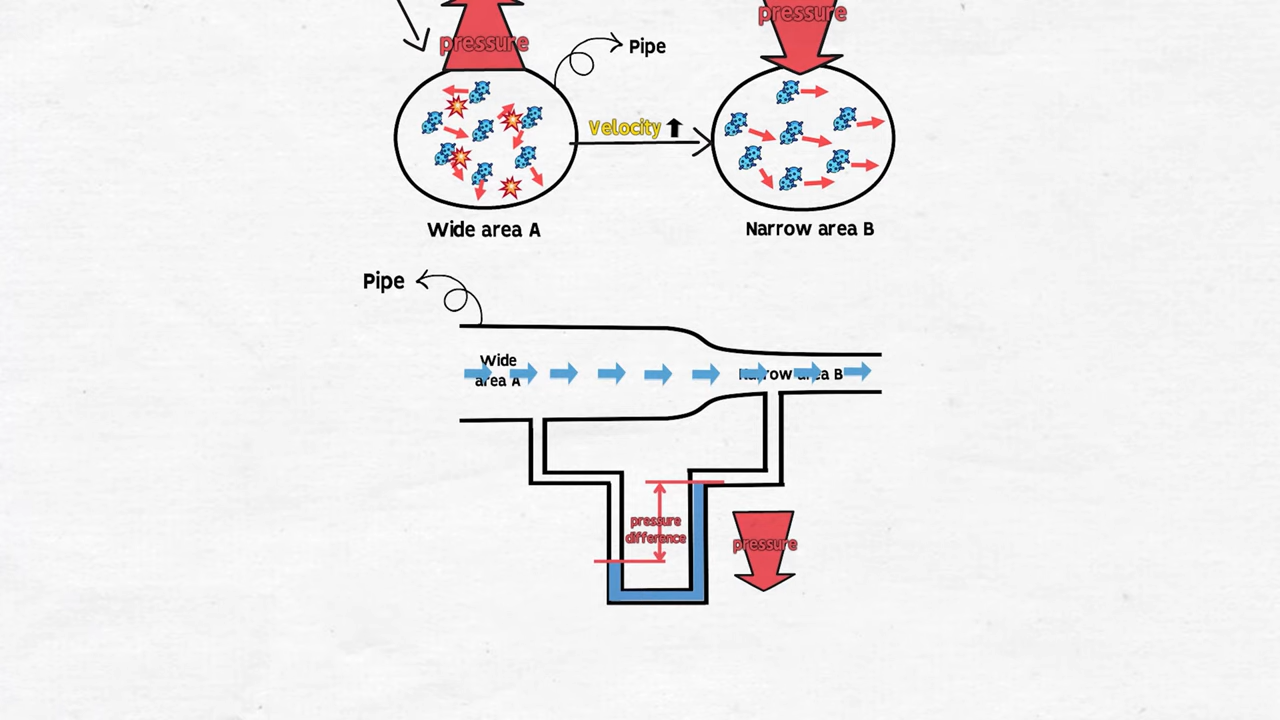 pressure
pressure
Pipe
Velocity
Wide area A
Narrow area B
Pipe
Wide
area A
Narrow area B
pressure
difference
pressure